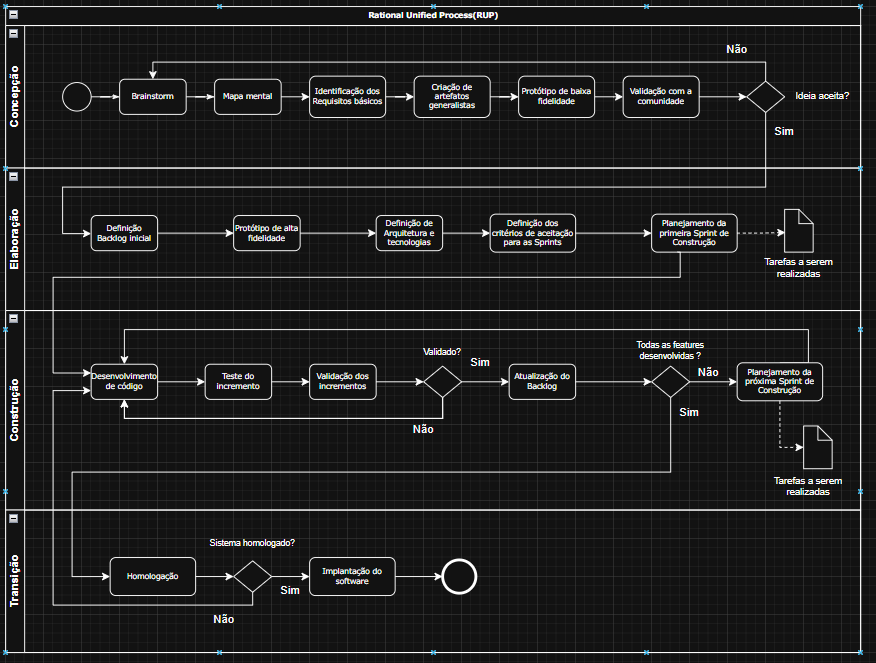 Rational Unified Process(RUP)
Concepção
Não
Brainstorm
Mapa mental
Identificação dos
Requisitos básicos
Criação de
artefatos
generalistas
Protótipo de baixa
fidelidade
Validação com a
comunidade
Ideia aceita?
Sim
Elaboração
Definição
Backlog inicial
Protótipo de alta
fidelidade
Definição de
Arquitetura e
tecnologias
Definição dos
critérios de aceitação
para as Sprints
Planejamento da
primeira Sprint de
Construção
Tarefas a serem
realizadas
Construção
Desenvolvimento
de código
Teste do
incremento
Validação dos
incrementos
Validado?
Sim
Não
Atualização do
Backlog
Todas as features
desenvolvidas ?
Não
Sim
Planejamento da
próxima Sprint de
Construção
Tarefas a serem
realizadas
Transição
Homologação
Sistema homologado?
Sim
Não
Implantação do
software